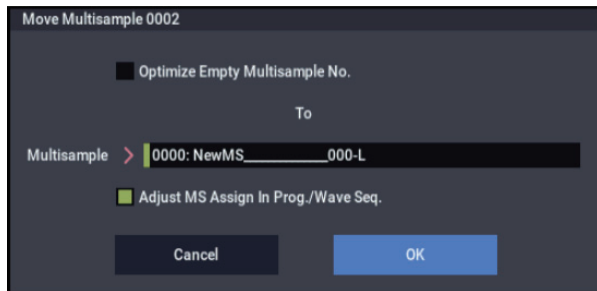 Move Multisample 0002
Optimize Empty Multisample No.
To
Multisample > 0000: NewMS____________000-L
Adjust MS Assign In Prog./Wave Seq.
Cancel OK